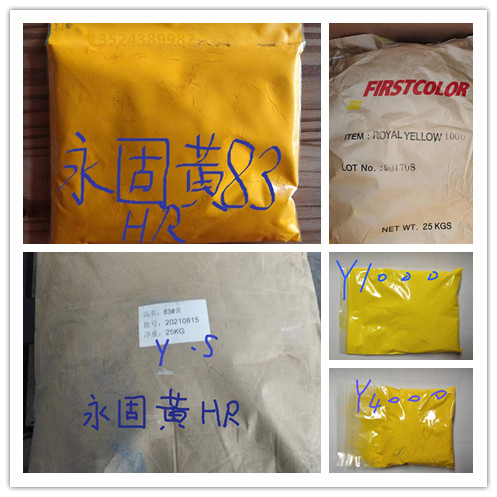 13524389982
永固黄83
HR
FIRSTCOLOR
ITEM: ROYAL YELLOW 1000
LOT No.:
NET WT. 25 KGS
品名: 83#黄
批号: 20210815
净重: 25KG
Y.S
永固黄HR
Y1000
Y4000